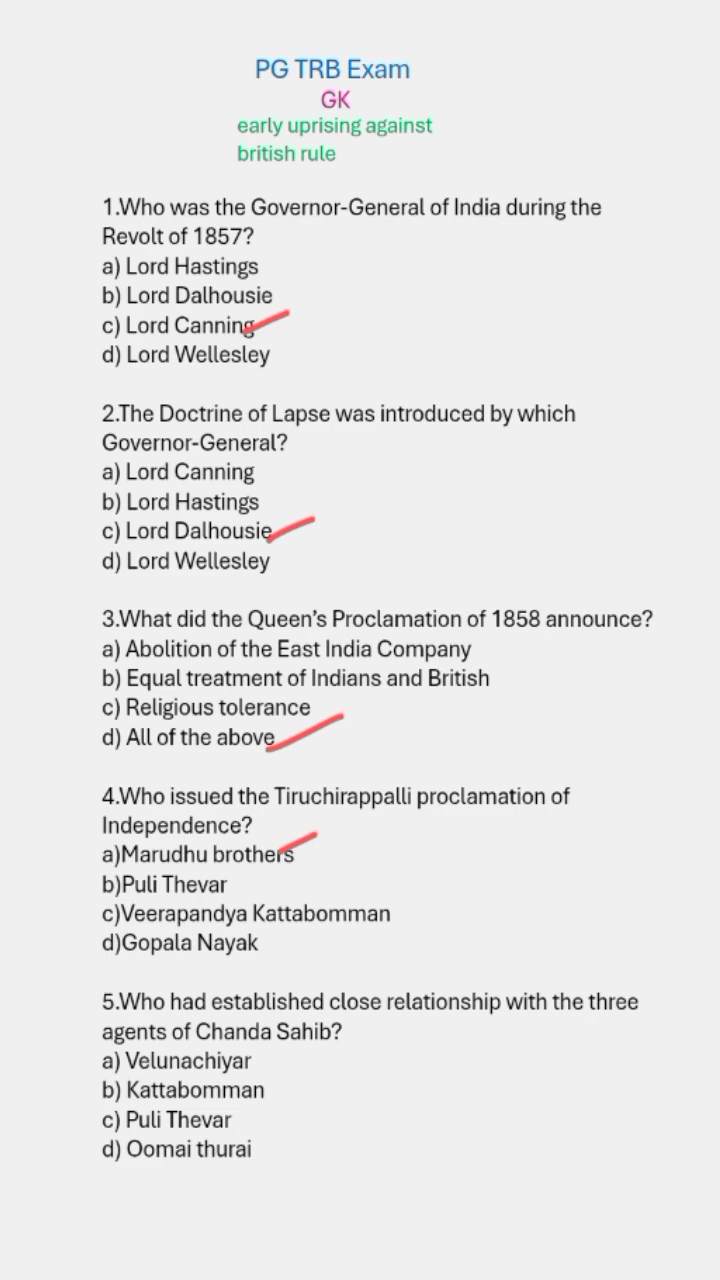 PG TRB Exam
GK
early uprising against
british rule
1.Who was the Governor-General of India during the
Revolt of 1857?
a) Lord Hastings
b) Lord Dalhousie
c) Lord Canning
d) Lord Wellesley
2.The Doctrine of Lapse was introduced by which
Governor-General?
a) Lord Canning
b) Lord Hastings
c) Lord Dalhousie
d) Lord Wellesley
3.What did the Queen’s Proclamation of 1858 announce?
a) Abolition of the East India Company
b) Equal treatment of Indians and British
c) Religious tolerance
d) All of the above
4.Who issued the Tiruchirappalli proclamation of
Independence?
a)Marudhu brothers
b)Puli Thevar
c)Veerapandya Kattabomman
d)Gopala Nayak
5.Who had established close relationship with the three
agents of Chanda Sahib?
a) Velunachiyar
b) Kattabomman
c) Puli Thevar
d) Oomai thurai